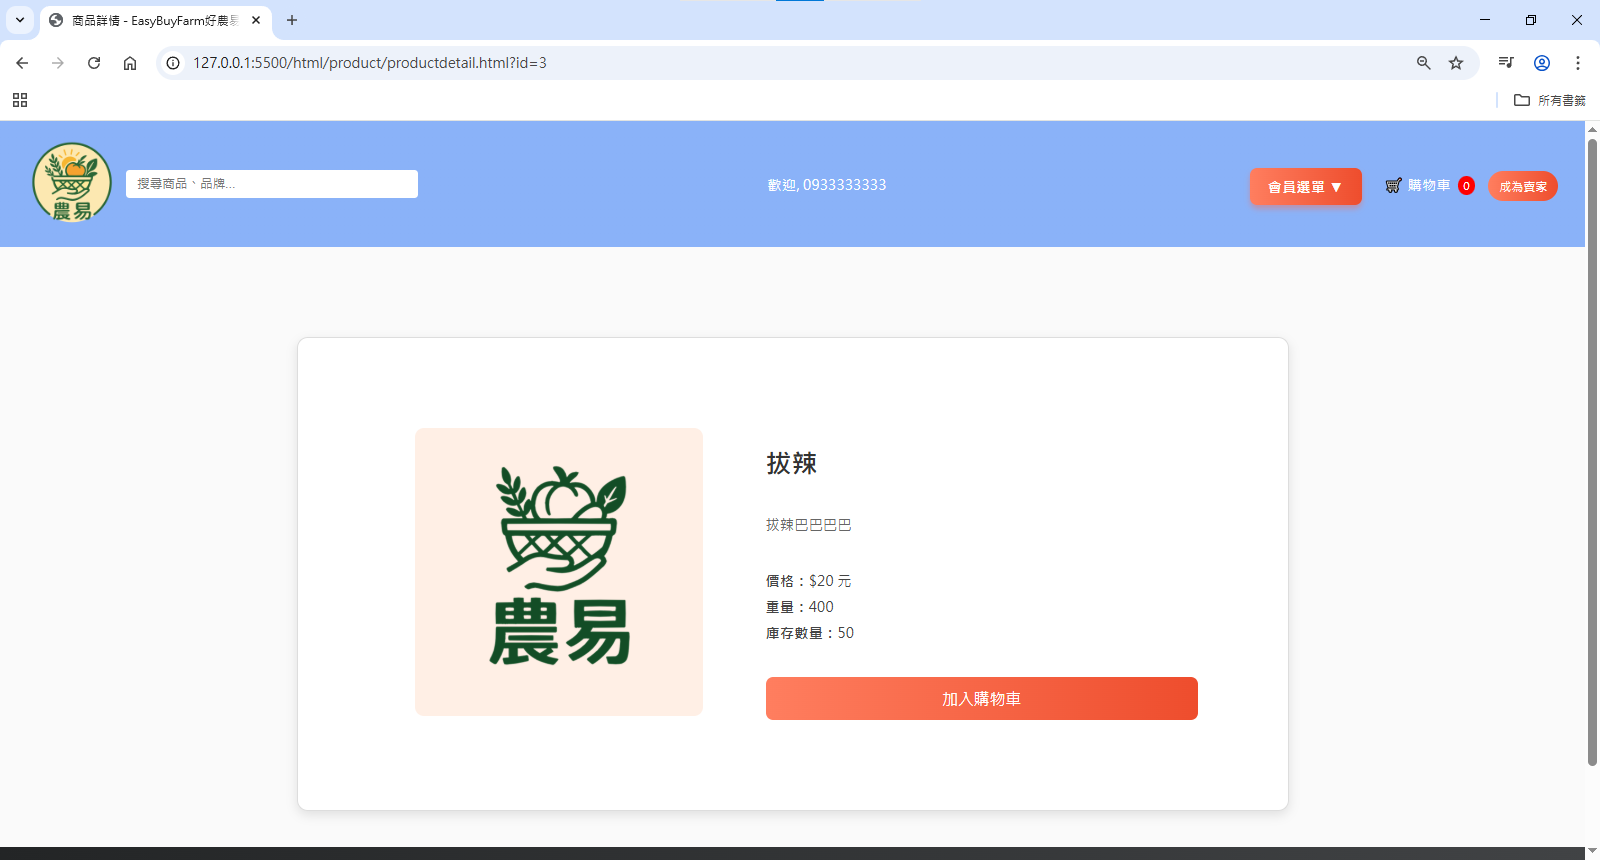 商品詳情 - EasyBuyFarm好農易
127.0.0.1:5500/html/product/productdetail.html?id=3
所有書籤
農易
搜尋商品、品牌...
歡迎, 0933333333
會員選單 ▼
購物車 0
成為賣家
農易
拔辣
拔辣巴巴巴巴
價格：$20 元
重量：400
庫存數量：50
加入購物車